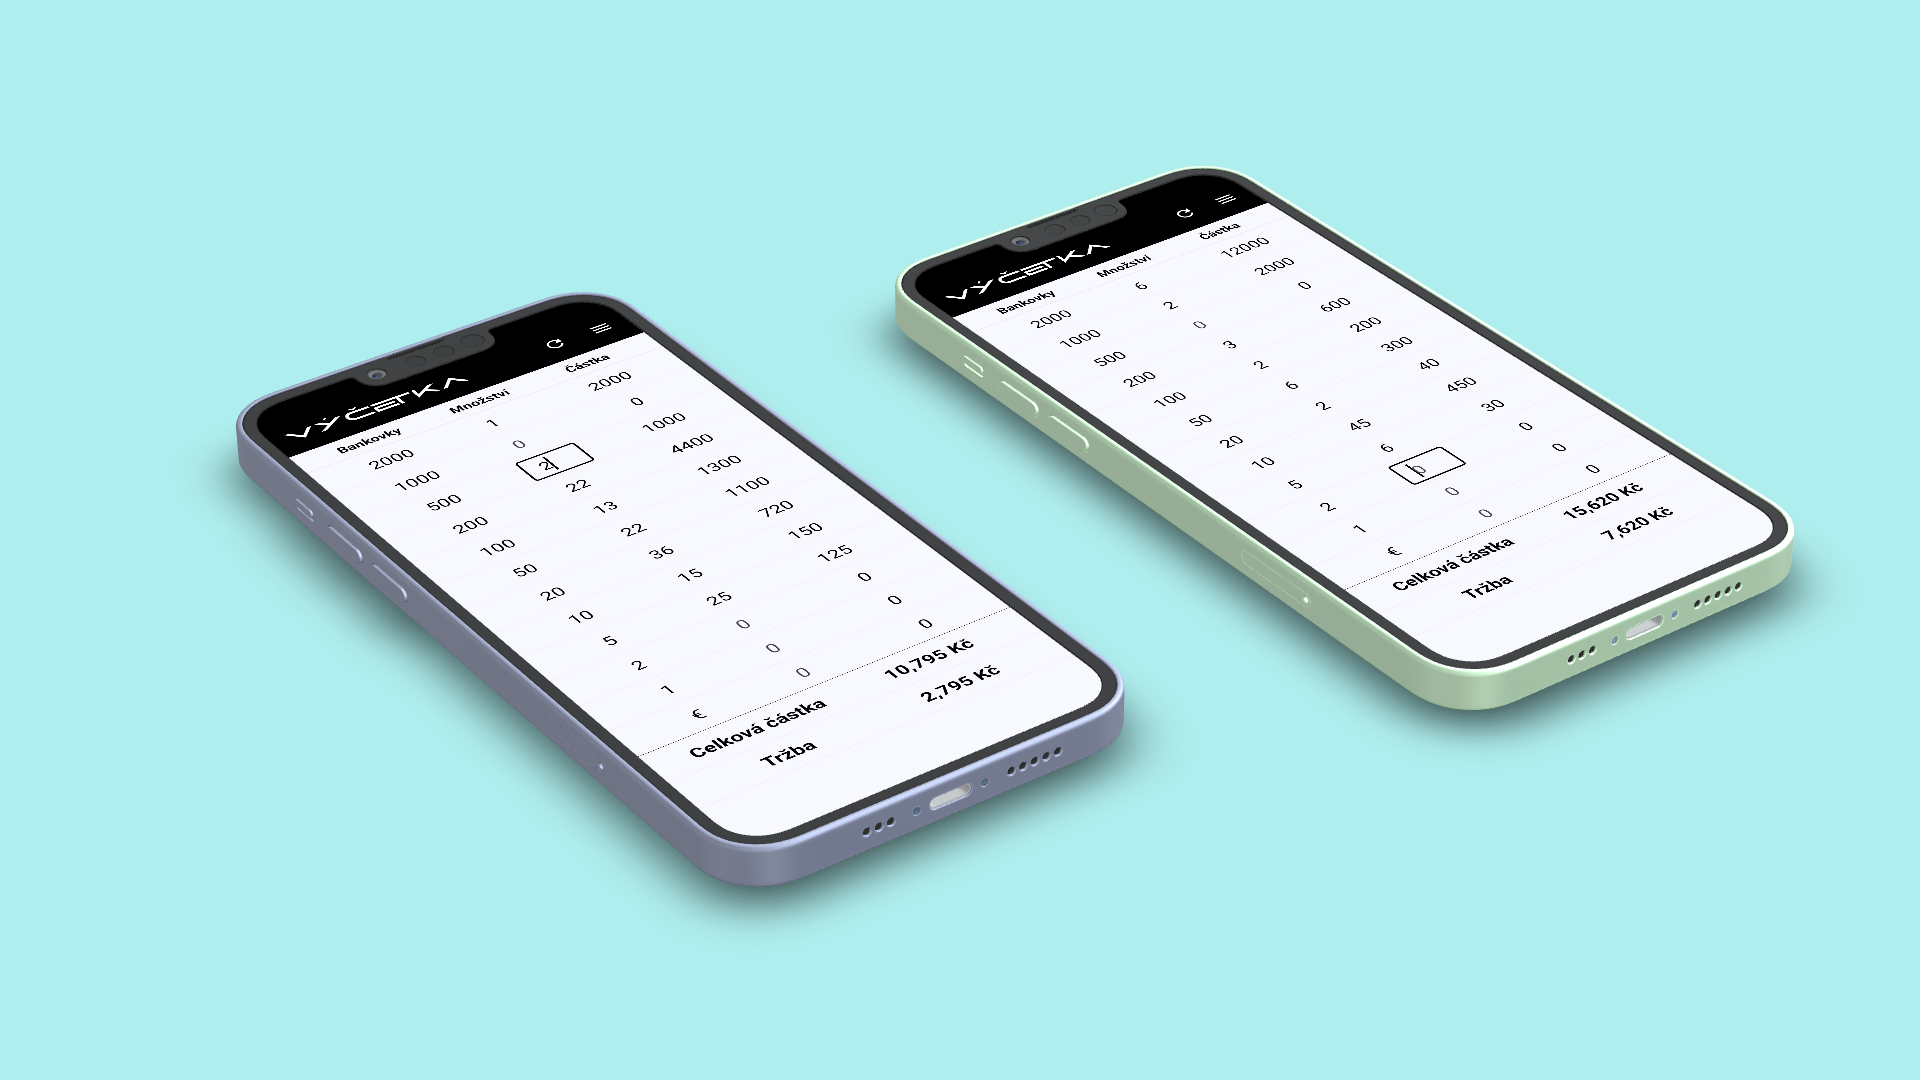 VÝČETKA
Bankovky Množství Částka
2000 1 2000
1000 0 0
500 2 1000
200 22 4400
100 13 1300
50 22 1100
20 36 720
10 15 150
5 25 125
2 0 0
1 0 0
€ 0 0
Celková částka 10,795 Kč
Tržba 2,795 Kč
VÝČETKA
Bankovky Množství Částka
2000 6 12000
1000 2 2000
500 0 0
200 3 600
100 2 200
50 6 300
20 2 40
10 45 450
5 6 30
2 0 0
1 0 0
€ 0 0
Celková částka 15,620 Kč
Tržba 7,620 Kč